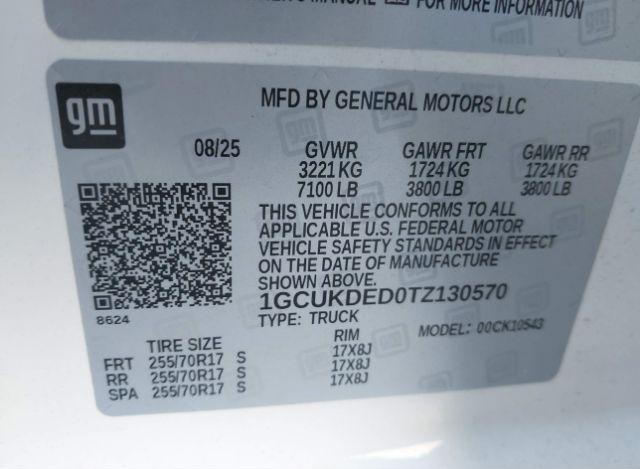 FOR MORE INFORMATION
gm
MFD BY GENERAL MOTORS LLC
08/25 GVWR GAWR FRT GAWR RR
3221 KG 1724 KG 1724 KG
7100 LB 3800 LB 3800 LB
THIS VEHICLE CONFORMS TO ALL
APPLICABLE U.S. FEDERAL MOTOR
VEHICLE SAFETY STANDARDS IN EFFECT
ON THE DATE OF MANUFACTURE
SHOWN ABOVE.
8624
1GCUKDED0TZ130570
TYPE: TRUCK MODEL: 00CK10543
TIRE SIZE RIM
FRT 255/70R17 S 17X8J
RR 255/70R17 S 17X8J
SPA 255/70R17 S 17X8J